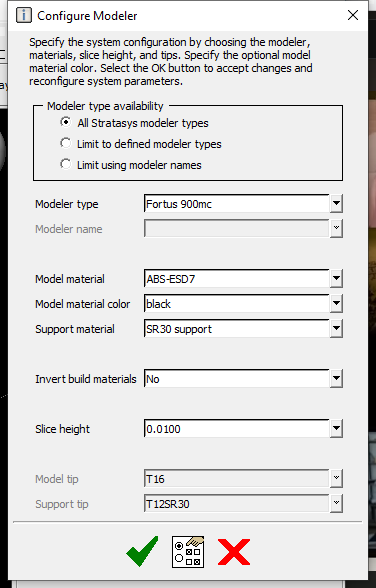 Configure Modeler
Specify the system configuration by choosing the modeler,
materials, slice height, and tips. Specify the optional model
material color. Select the OK button to accept changes and
reconfigure system parameters.
Modeler type availability
All Stratasys modeler types
Limit to defined modeler types
Limit using modeler names
Modeler type Fortus 900mc
Modeler name
Model material ABS-ESD7
Model material color black
Support material SR30 support
Invert build materials No
Slice height 0.0100
Model tip T16
Support tip T12SR30